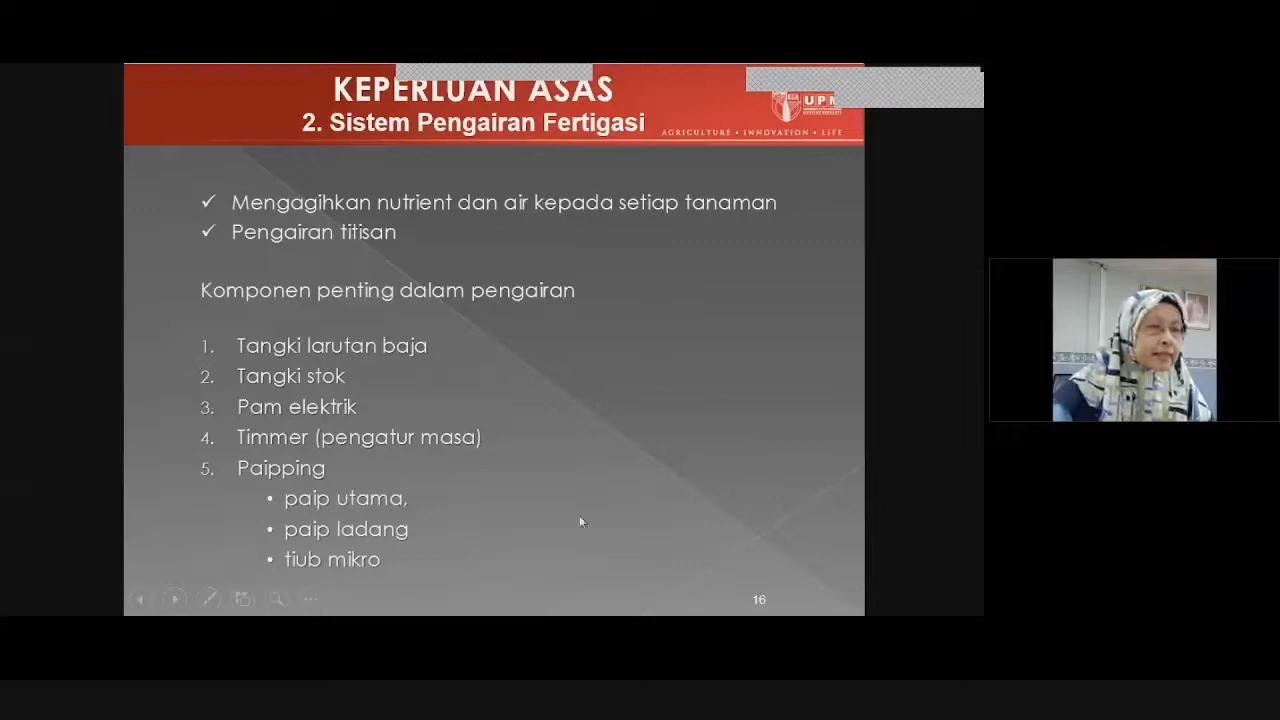 KEPERLUAN ASAS
2. Sistem Pengairan Fertigasi
UPM
AGRICULTURE • INNOVATION • LIFE
✓ Mengagihkan nutrient dan air kepada setiap tanaman
✓ Pengairan titisan
Komponen penting dalam pengairan
1. Tangki larutan baja
2. Tangki stok
3. Pam elektrik
4. Timmer (pengatur masa)
5. Paipping
• paip utama,
• paip ladang
• tiub mikro
16